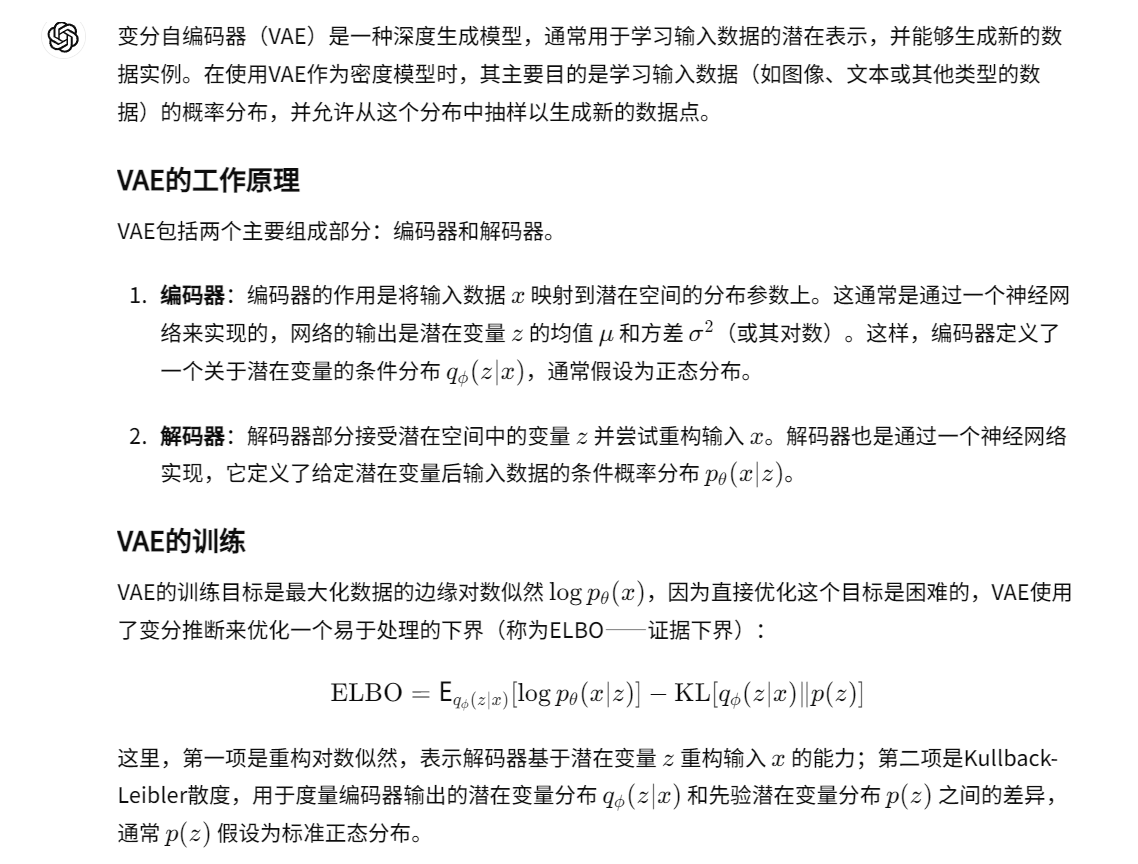 变分自编码器（VAE）是一种深度生成模型，通常用于学习输入数据的潜在表示，并能够生成新的数
据实例。在使用VAE作为密度模型时，其主要目的是学习输入数据（如图像、文本或其他类型的数
据）的概率分布，并允许从这个分布中抽样以生成新的数据点。
VAE的工作原理
VAE包括两个主要组成部分：编码器和解码器。
1. 编码器：编码器的作用是将输入数据 x 映射到潜在空间的分布参数上。这通常是通过一个神经网
络来实现的，网络的输出是潜在变量 z 的均值 μ 和方差 σ²（或其对数）。这样，编码器定义了
一个关于潜在变量的条件分布 qϕ(z|x)，通常假设为正态分布。
2. 解码器：解码器部分接受潜在空间中的变量 z 并尝试重构输入 x。解码器也是通过一个神经网络
实现，它定义了给定潜在变量后输入数据的条件概率分布 pθ(x|z)。
VAE的训练
VAE的训练目标是最大化数据的边缘对数似然 log pθ(x)，因为直接优化这个目标是困难的，VAE使用
了变分推断来优化一个易于处理的下界（称为ELBO——证据下界）：
ELBO = E_qϕ(z|x)[log pθ(x|z)] − KL[qϕ(z|x)∥p(z)]
这里，第一项是重构对数似然，表示解码器基于潜在变量 z 重构输入 x 的能力；第二项是Kullback-
Leibler散度，用于度量编码器输出的潜在变量分布 qϕ(z|x) 和先验潜在变量分布 p(z) 之间的差异，
通常 p(z) 假设为标准正态分布。